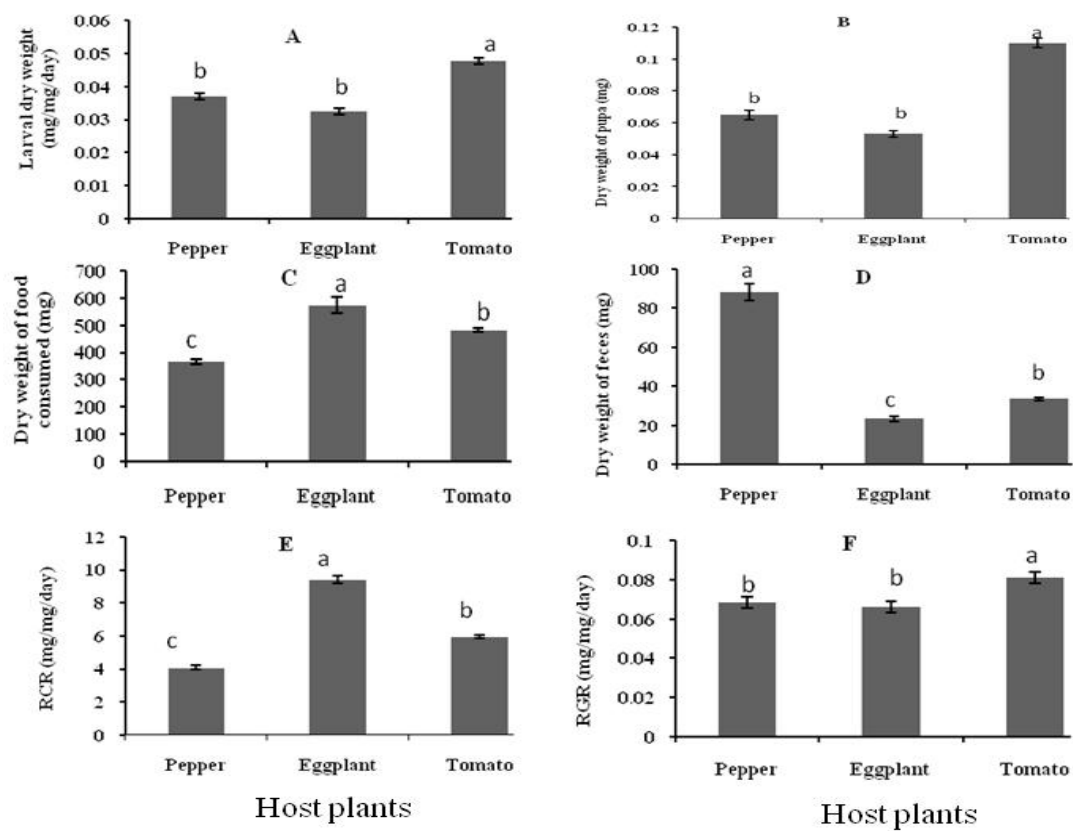 A
Larval dry weight
(mg/mg/day)
0.06
0.05
0.04
0.03
0.02
0.01
0
b
b
a
Pepper Eggplant Tomato
B
Dry weight of pupa (mg)
0.12
0.1
0.08
0.06
0.04
0.02
0
b
b
a
Pepper Eggplant Tomato
C
Dry weight of food
consumed (mg)
700
600
500
400
300
200
100
0
c
a
b
Pepper Eggplant Tomato
D
Dry weight of feces (mg)
100
80
60
40
20
0
a
c
b
Pepper Eggplant Tomato
E
RCR (mg/mg/day)
12
10
8
6
4
2
0
c
a
b
Pepper Eggplant Tomato
Host plants
F
RGR (mg/mg/day)
0.1
0.08
0.06
0.04
0.02
0
b
b
a
Pepper Eggplant Tomato
Host plants